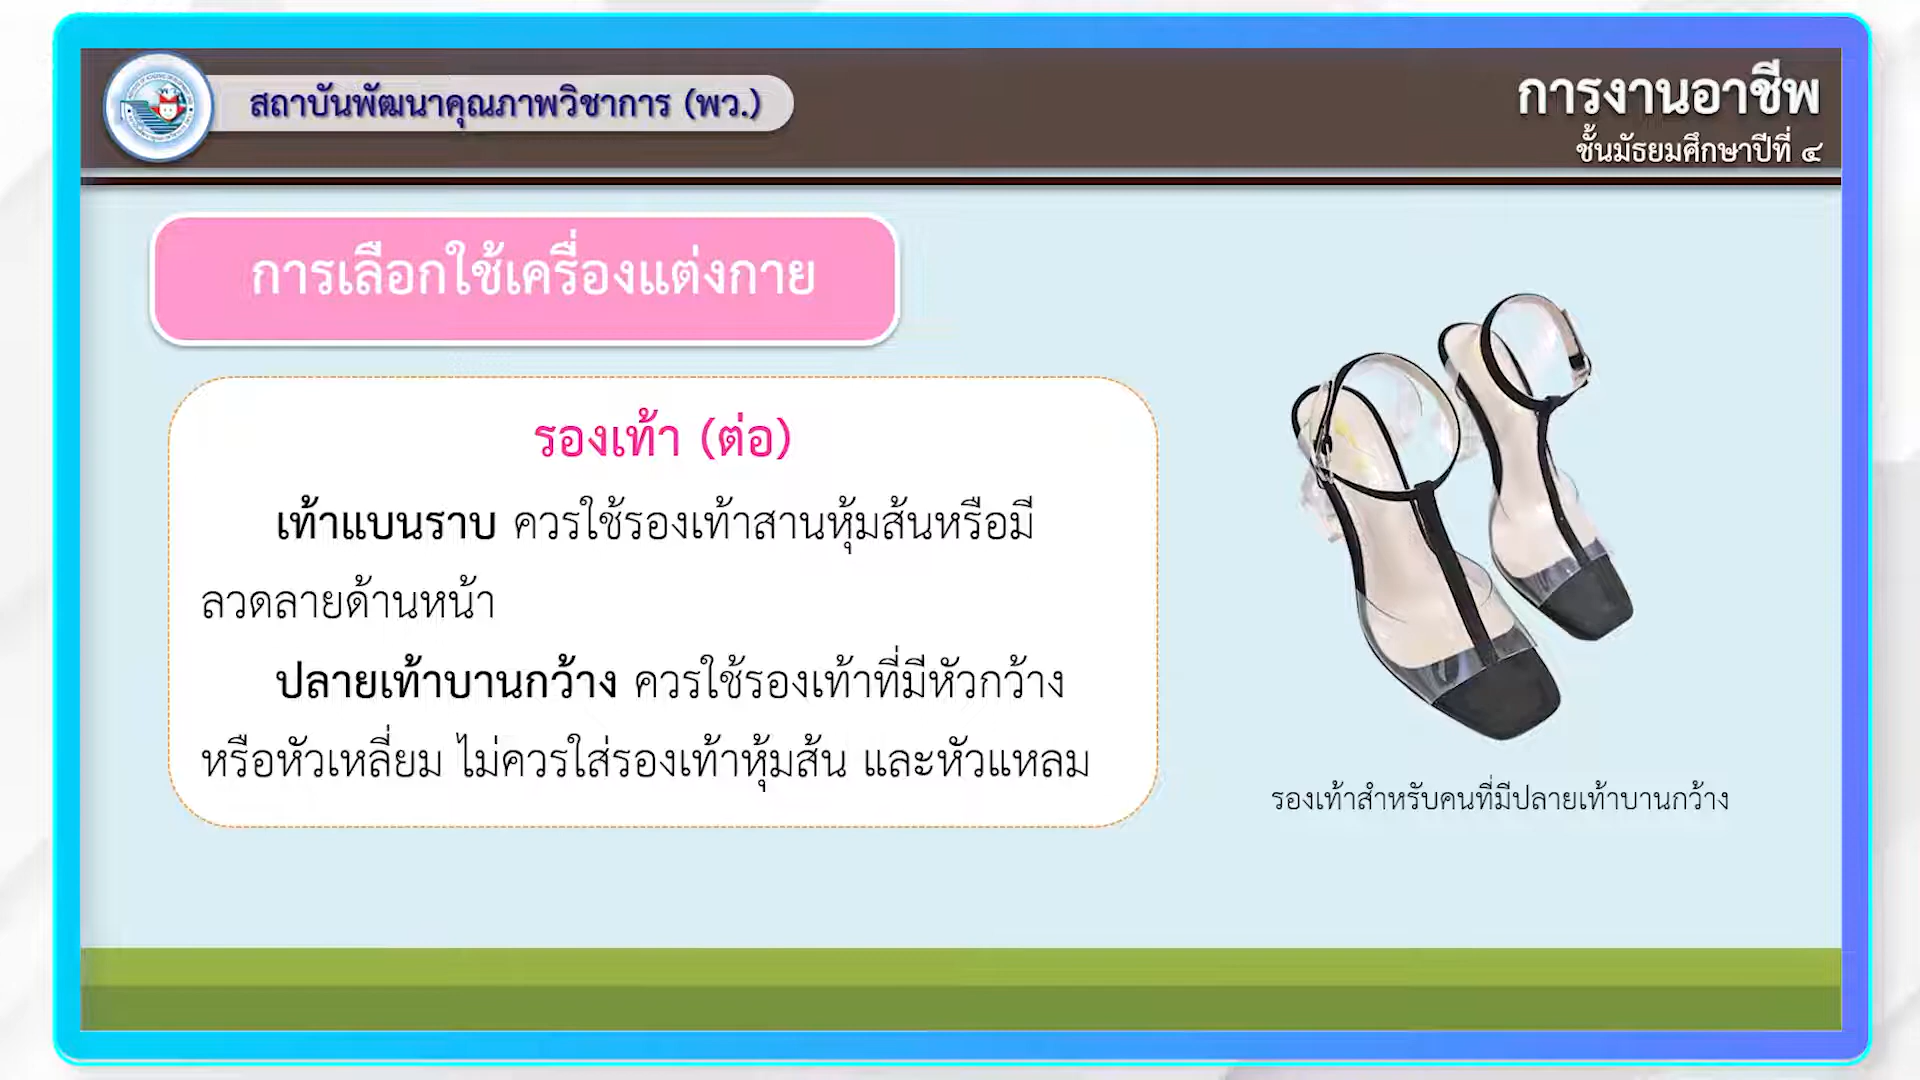 สถาบันพัฒนาคุณภาพวิชาการ (พว.)
การงานอาชีพ
ชั้นมัธยมศึกษาปีที่ ๔
การเลือกใช้เครื่องแต่งกาย
รองเท้า (ต่อ)
เท้าแบนราบ ควรใช้รองเท้าสานหุ้มส้นหรือมี
ลวดลายด้านหน้า
ปลายเท้าบานกว้าง ควรใช้รองเท้าที่มีหัวกว้าง
หรือหัวเหลี่ยม ไม่ควรใส่รองเท้าหุ้มส้น และหัวแหลม
รองเท้าสำหรับคนที่มีปลายเท้าบานกว้าง